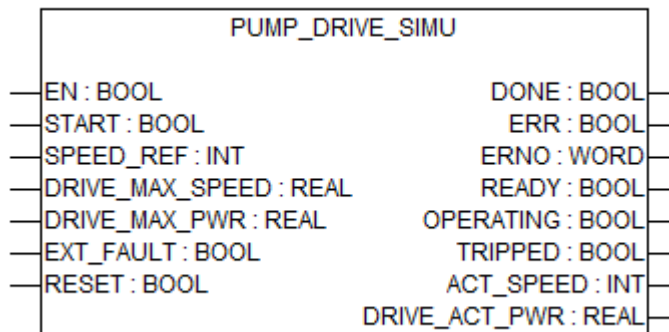 PUMP_DRIVE_SIMU
EN : BOOL DONE : BOOL
START : BOOL ERR : BOOL
SPEED_REF : INT ERNO : WORD
DRIVE_MAX_SPEED : REAL READY : BOOL
DRIVE_MAX_PWR : REAL OPERATING : BOOL
EXT_FAULT : BOOL TRIPPED : BOOL
RESET : BOOL ACT_SPEED : INT
DRIVE_ACT_PWR : REAL